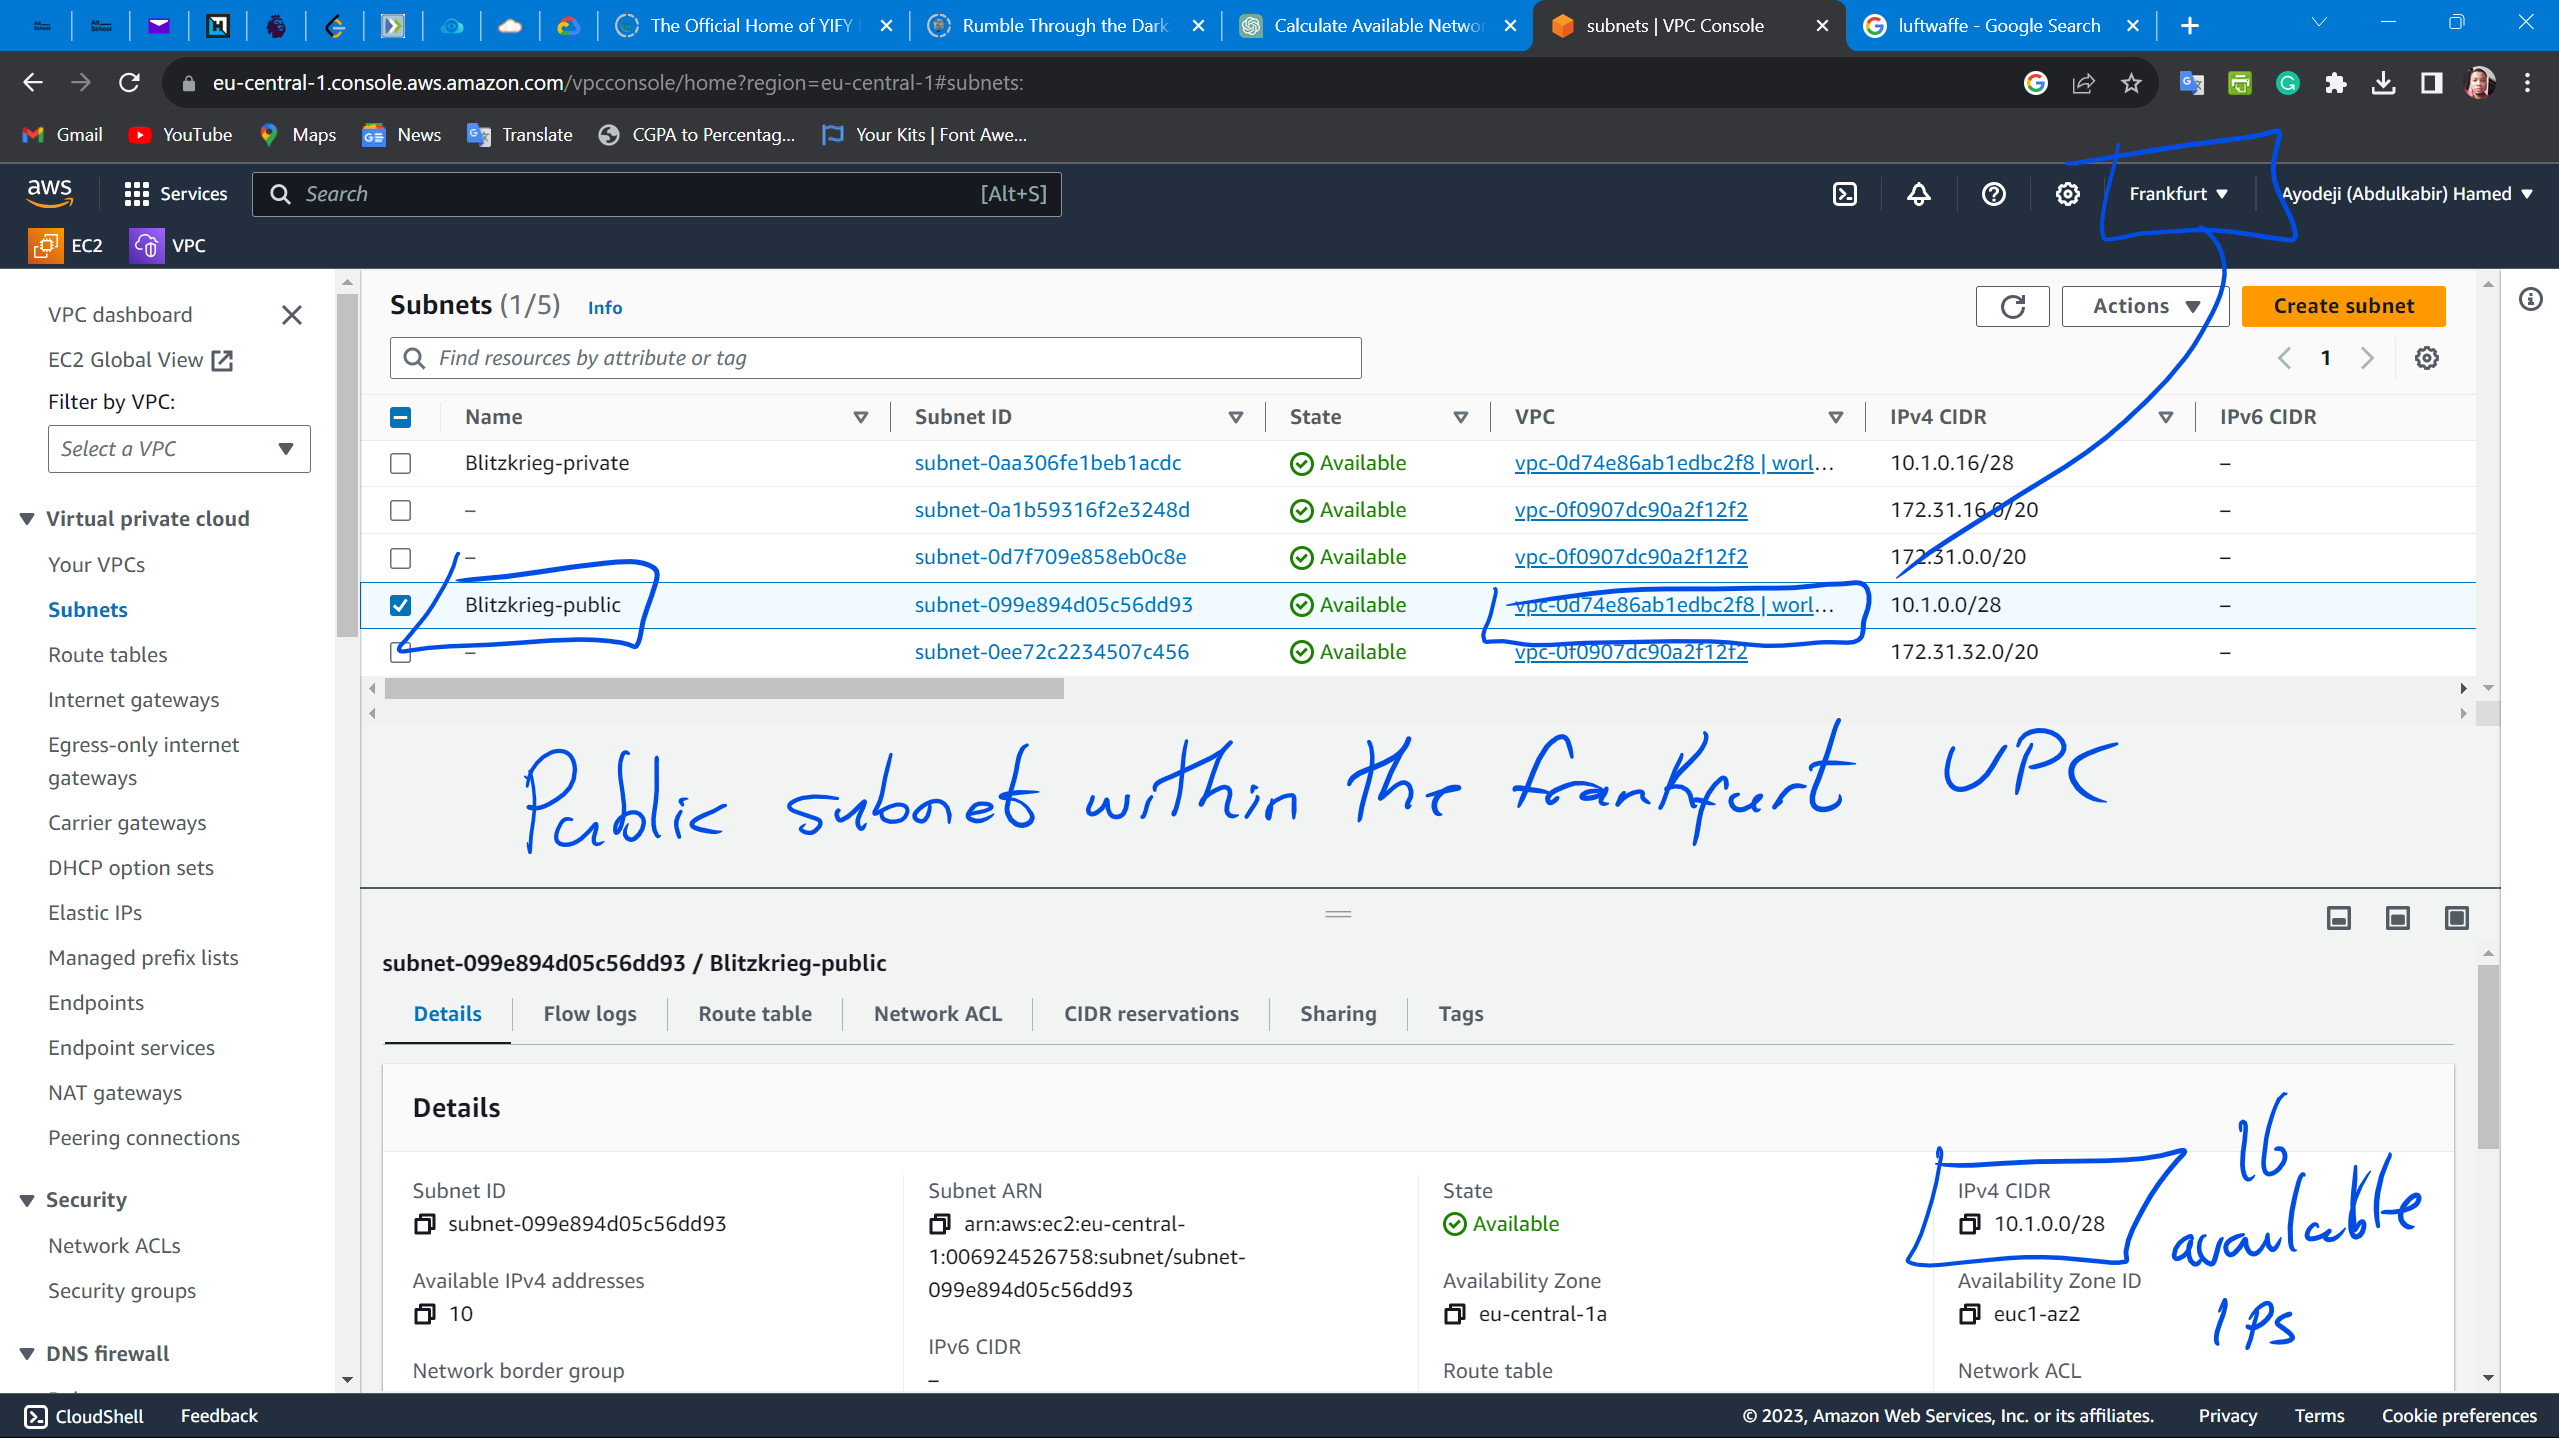 The Official Home of YIFY
Rumble Through the Dark
Calculate Available Networ
subnets | VPC Console
luftwaffe - Google Search
eu-central-1.console.aws.amazon.com/vpcconsole/home?region=eu-central-1#subnets:
Gmail YouTube Maps News Translate CGPA to Percentag... Your Kits | Font Awe...
aws Services Search [Alt+S] Frankfurt Ayodeji (Abdulkabir) Hamed
EC2 VPC
VPC dashboard
EC2 Global View
Filter by VPC:
Select a VPC
Virtual private cloud
Your VPCs
Subnets
Route tables
Internet gateways
Egress-only internet
gateways
Carrier gateways
DHCP option sets
Elastic IPs
Managed prefix lists
Endpoints
Endpoint services
NAT gateways
Peering connections
Security
Network ACLs
Security groups
DNS firewall
Subnets (1/5) Info Actions Create subnet
Find resources by attribute or tag 1
Name Subnet ID State VPC IPv4 CIDR IPv6 CIDR
Blitzkrieg-private subnet-0aa306fe1beb1acdc Available vpc-0d74e86ab1edbc2f8 | worl... 10.1.0.16/28 –
– subnet-0a1b59316f2e3248d Available vpc-0f0907dc90a2f12f2 172.31.16.0/20 –
– subnet-0d7f709e858eb0c8e Available vpc-0f0907dc90a2f12f2 172.31.0.0/20 –
Blitzkrieg-public subnet-099e894d05c56dd93 Available vpc-0d74e86ab1edbc2f8 | worl... 10.1.0.0/28 –
– subnet-0ee72c2234507c456 Available vpc-0f0907dc90a2f12f2 172.31.32.0/20 –
Public subnet within the frankfurt VPC
subnet-099e894d05c56dd93 / Blitzkrieg-public
Details Flow logs Route table Network ACL CIDR reservations Sharing Tags
Details
Subnet ID
subnet-099e894d05c56dd93
Available IPv4 addresses
10
Network border group
Subnet ARN
arn:aws:ec2:eu-central-
1:006924526758:subnet/subnet-
099e894d05c56dd93
IPv6 CIDR
–
State
Available
Availability Zone
eu-central-1a
Route table
IPv4 CIDR
10.1.0.0/28
Availability Zone ID
euc1-az2
Network ACL
16
available
IPs
CloudShell Feedback © 2023, Amazon Web Services, Inc. or its affiliates. Privacy Terms Cookie preferences